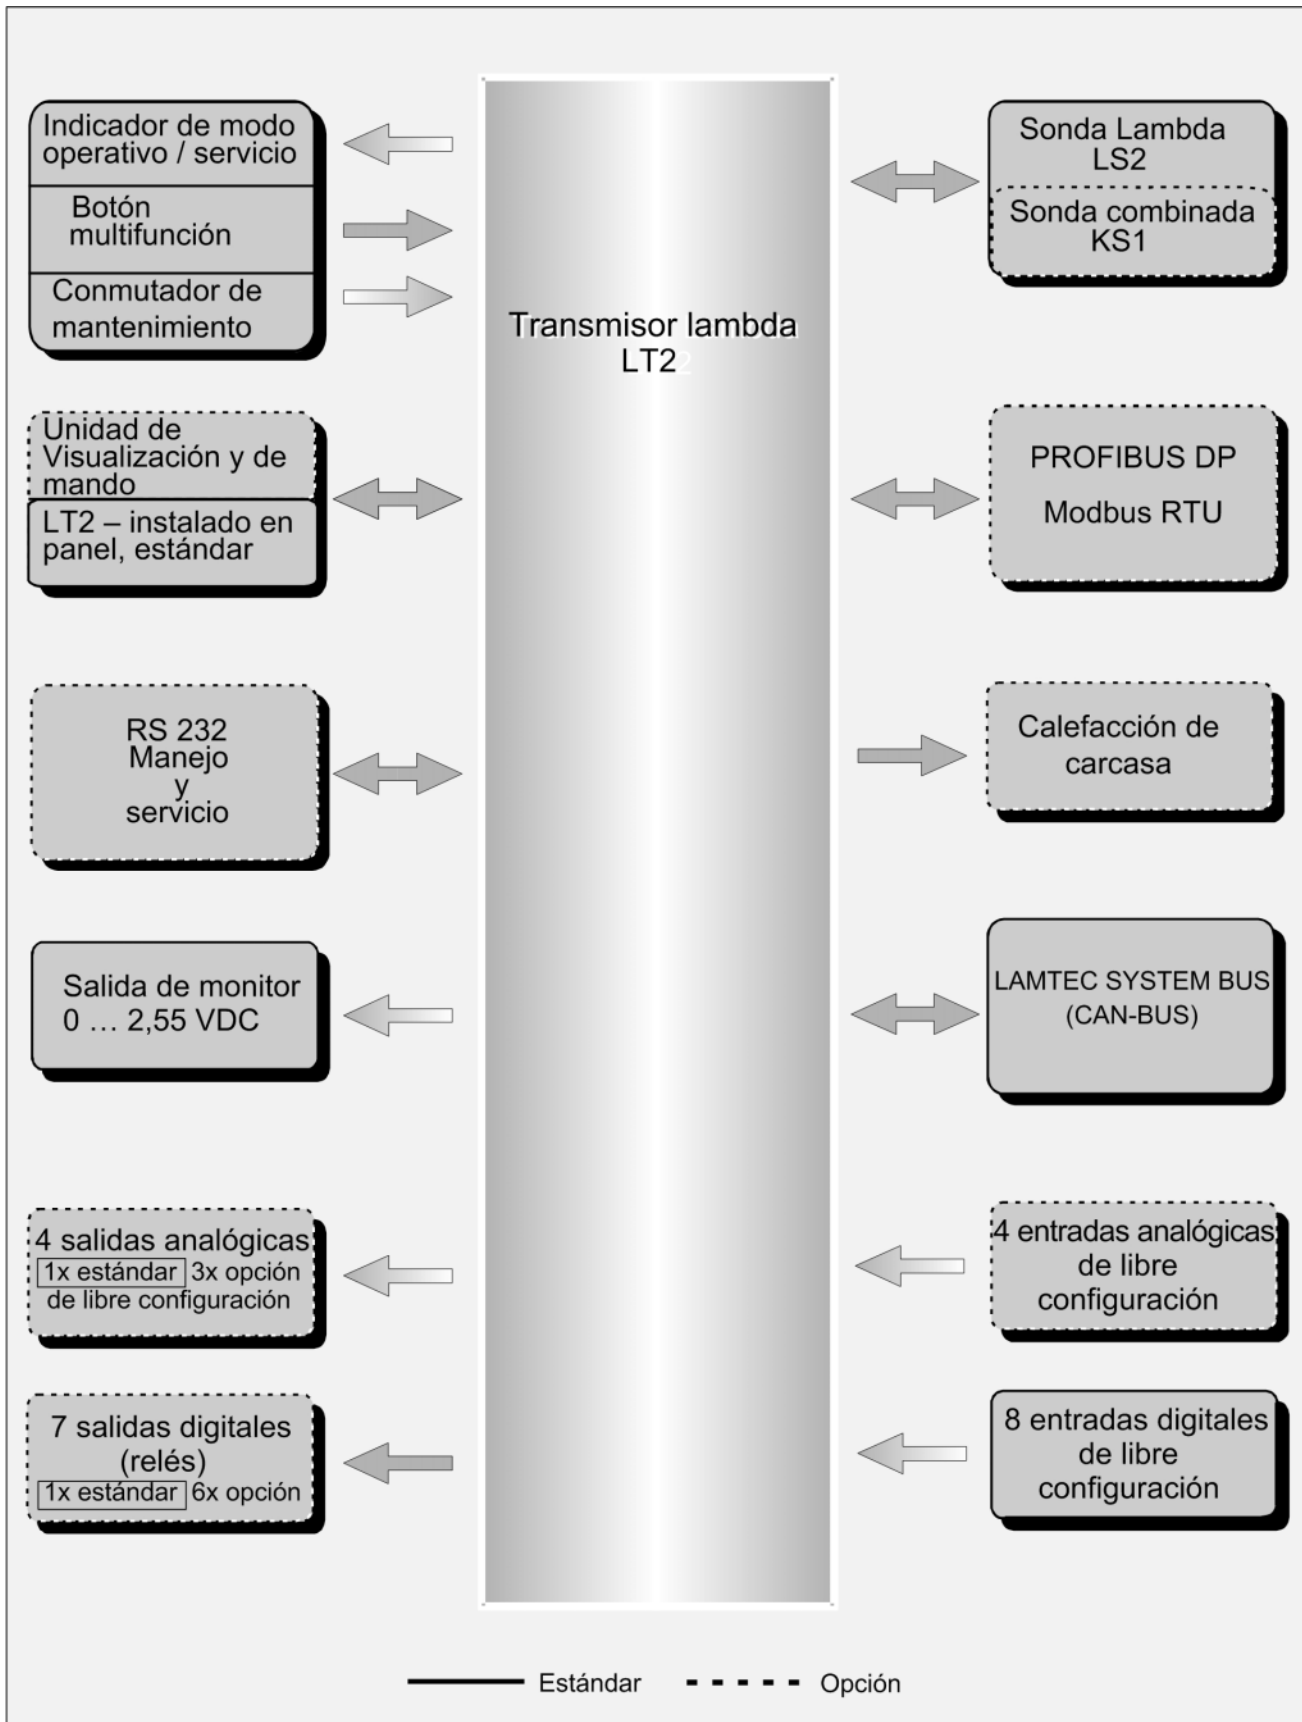 Indicador de modo
operativo / servicio
Botón
multifunción
Conmutador de
mantenimiento
Unidad de
Visualización y de
mando
LT2 – instalado en
panel, estándar
RS 232
Manejo
y
servicio
Salida de monitor
0 … 2,55 VDC
4 salidas analógicas
1x estándar 3x opción
de libre configuración
7 salidas digitales
(relés)
1x estándar 6x opción
Transmisor lambda
LT2
Sonda Lambda
LS2
Sonda combinada
KS1
PROFIBUS DP
Modbus RTU
Calefacción de
carcasa
LAMTEC SYSTEM BUS
(CAN-BUS)
4 entradas analógicas
de libre
configuración
8 entradas digitales
de libre
configuración
Estándar
Opción